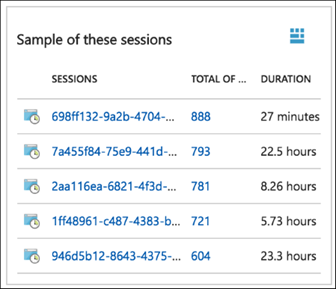 Sample of these sessions
SESSIONS TOTAL OF ... DURATION
698ff132-9a2b-4704-... 888 27 minutes
7a455f84-75e9-441d-... 793 22.5 hours
2aa116ea-6821-4f3d-... 781 8.26 hours
1ff48961-c487-4383-b... 721 5.73 hours
946d5b12-8643-4375-... 604 23.3 hours